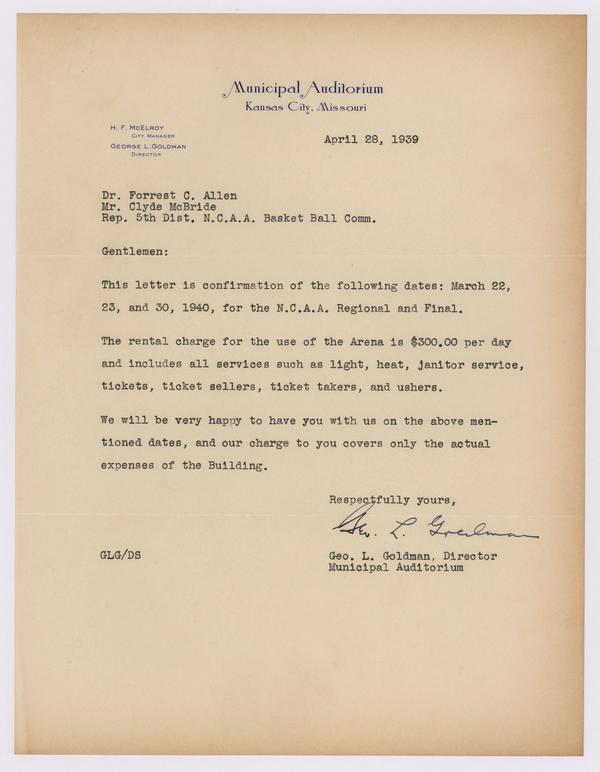 Municipal Auditorium
Kansas City, Missouri
H. F. McElroy
City Manager
George L. Goldman
Director
April 28, 1939
Dr. Forrest C. Allen
Mr. Clyde McBride
Rep. 5th Dist. N.C.A.A. Basket Ball Comm.
Gentlemen:
This letter is confirmation of the following dates: March 22,
23, and 30, 1940, for the N.C.A.A. Regional and Final.
The rental charge for the use of the Arena is $300.00 per day
and includes all services such as light, heat, janitor service,
tickets, ticket sellers, ticket takers, and ushers.
We will be very happy to have you with us on the above men-
tioned dates, and our charge to you covers only the actual
expenses of the Building.
Respectfully yours,
Geo. L. Goldman
GLG/DS
Geo. L. Goldman, Director
Municipal Auditorium